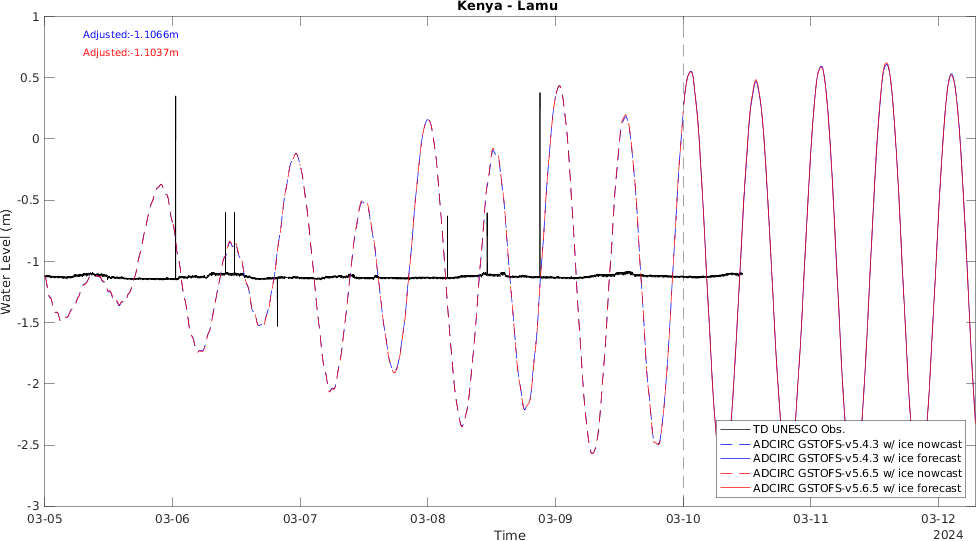 Kenya - Lamu
Adjusted:-1.1066m
Adjusted:-1.1037m
Water Level (m)
1
0.5
0
-0.5
-1
-1.5
-2
-2.5
-3
TD UNESCO Obs.
ADCIRC GSTOFS-v5.4.3 w/ ice nowcast
ADCIRC GSTOFS-v5.4.3 w/ ice forecast
ADCIRC GSTOFS-v5.6.5 w/ ice nowcast
ADCIRC GSTOFS-v5.6.5 w/ ice forecast
03-05 03-06 03-07 03-08 03-09 03-10 03-11 03-12
Time
2024